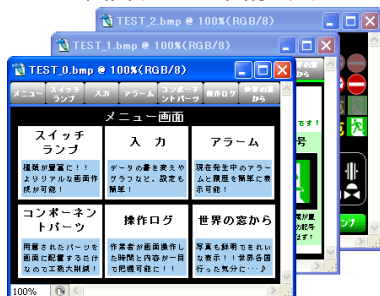 TEST_2.bmp @ 100%(RGB/8)
TEST_1.bmp @ 100%(RGB/8)
TEST_0.bmp @ 100%(RGB/8)
メニュー
スイッチ
ランプ
入力
アラーム
コンポーネ
ントパーツ
操作ログ
世界の窓
から
メニュー画面
スイッチ
ランプ
入 力
アラーム
種類が豊富に！！
よりリアルな画面作
成が可能！
データの書き変えや
グラフなど、設定も
簡単！
現在発生中のアラー
ムと履歴を簡単に表
示可能！
コンポーネン
トパーツ
操作ログ
世界の窓から
用意されたパーツを
画面に配置するだけ
なので工数大削減！
作業者が画面操作し
た時間と内容が一目
で把握可能に！！
写真も鮮明できれい
な表示！！世界各国
行った気分に・・♪
100%
です！
号
ンプ